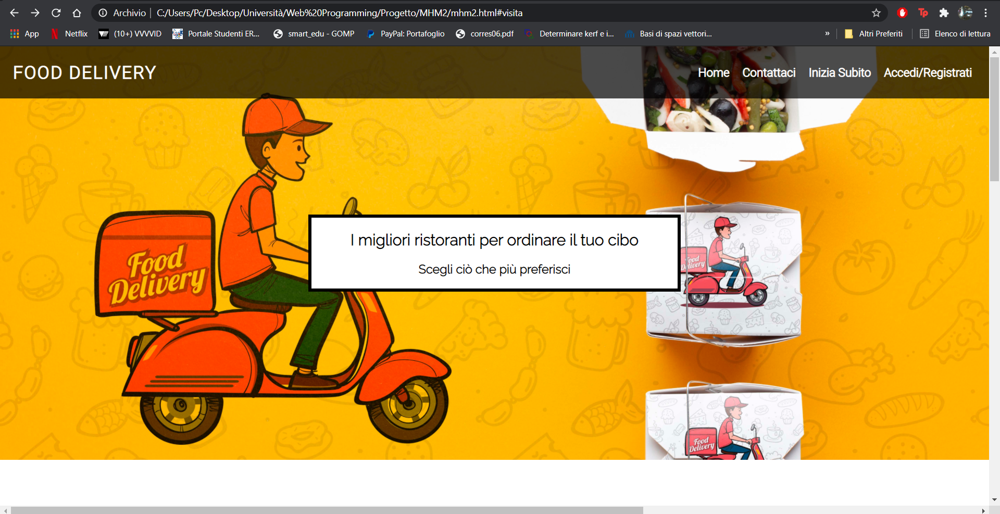 Archivio | C:/Users/Pc/Desktop/Università/Web%20Programming/Progetto/MHM2/mhm2.html#visita
App Netflix (10+) VVVVID Portale Studenti ER... smart_edu - GOMP PayPal: Portafoglio corres06.pdf Determinare kerf e i... Basi di spazi vettori... » Altri Preferiti Elenco di lettura
FOOD DELIVERY Home Contattaci Inizia Subito Accedi/Registrati
I migliori ristoranti per ordinare il tuo cibo
Scegli ciò che più preferisci
Food
Delivery
Food
Delivery
Food
Delivery